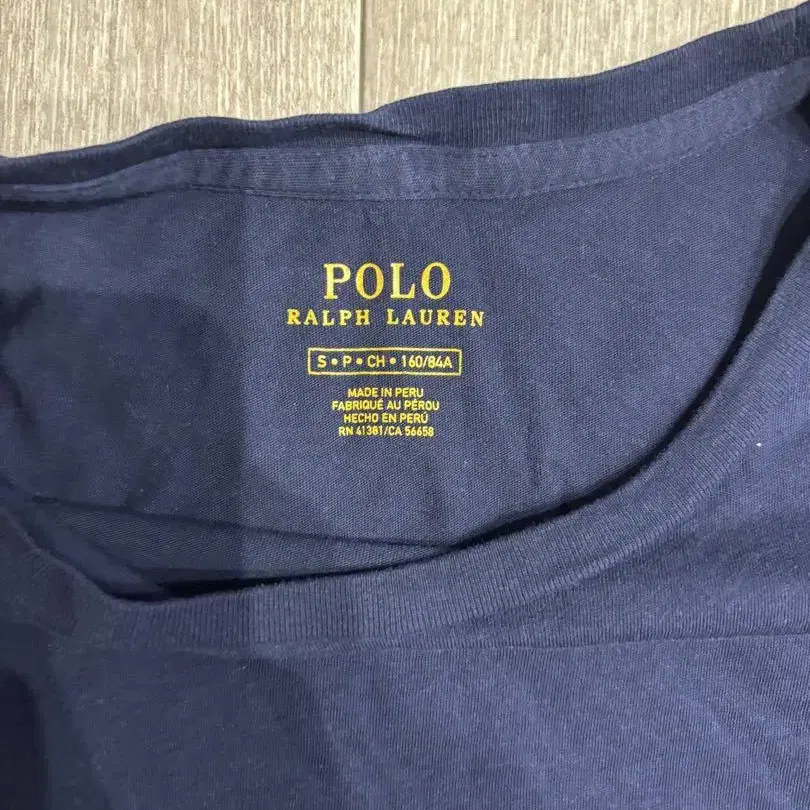 POLO
RALPH LAUREN
S • P • CH • 160/84A
MADE IN PERU
FABRIQUÉ AU PÉROU
HECHO EN PERÚ
RN 41381/CA 56658